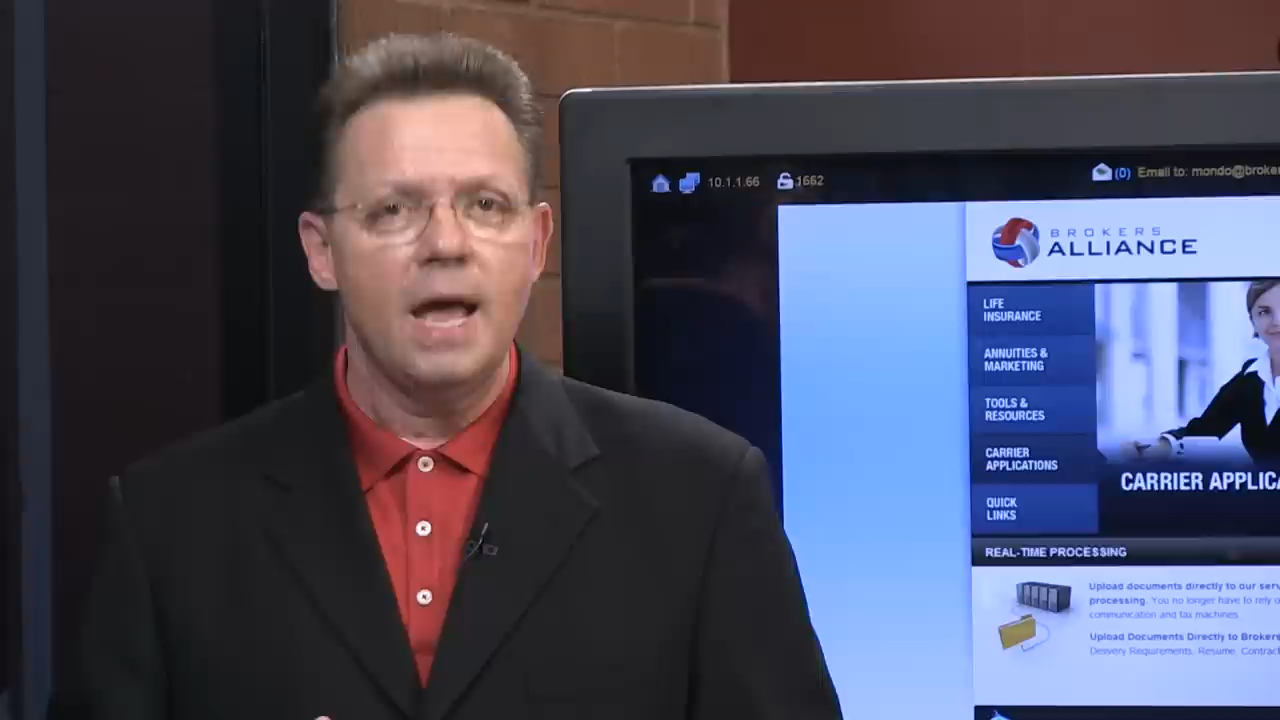 10.1.1.66
1662
(0) Email to: mondo@broke
BROKERS
ALLIANCE
LIFE
INSURANCE
ANNUITIES &
MARKETING
TOOLS &
RESOURCES
CARRIER
APPLICATIONS
QUICK
LINKS
CARRIER APPLIC
REAL-TIME PROCESSING
Upload documents directly to our serv
processing. You no longer have to rely o
communication and fax machines
Upload Documents Directly to Brokers
Delivery Requirements, Resume, Contract